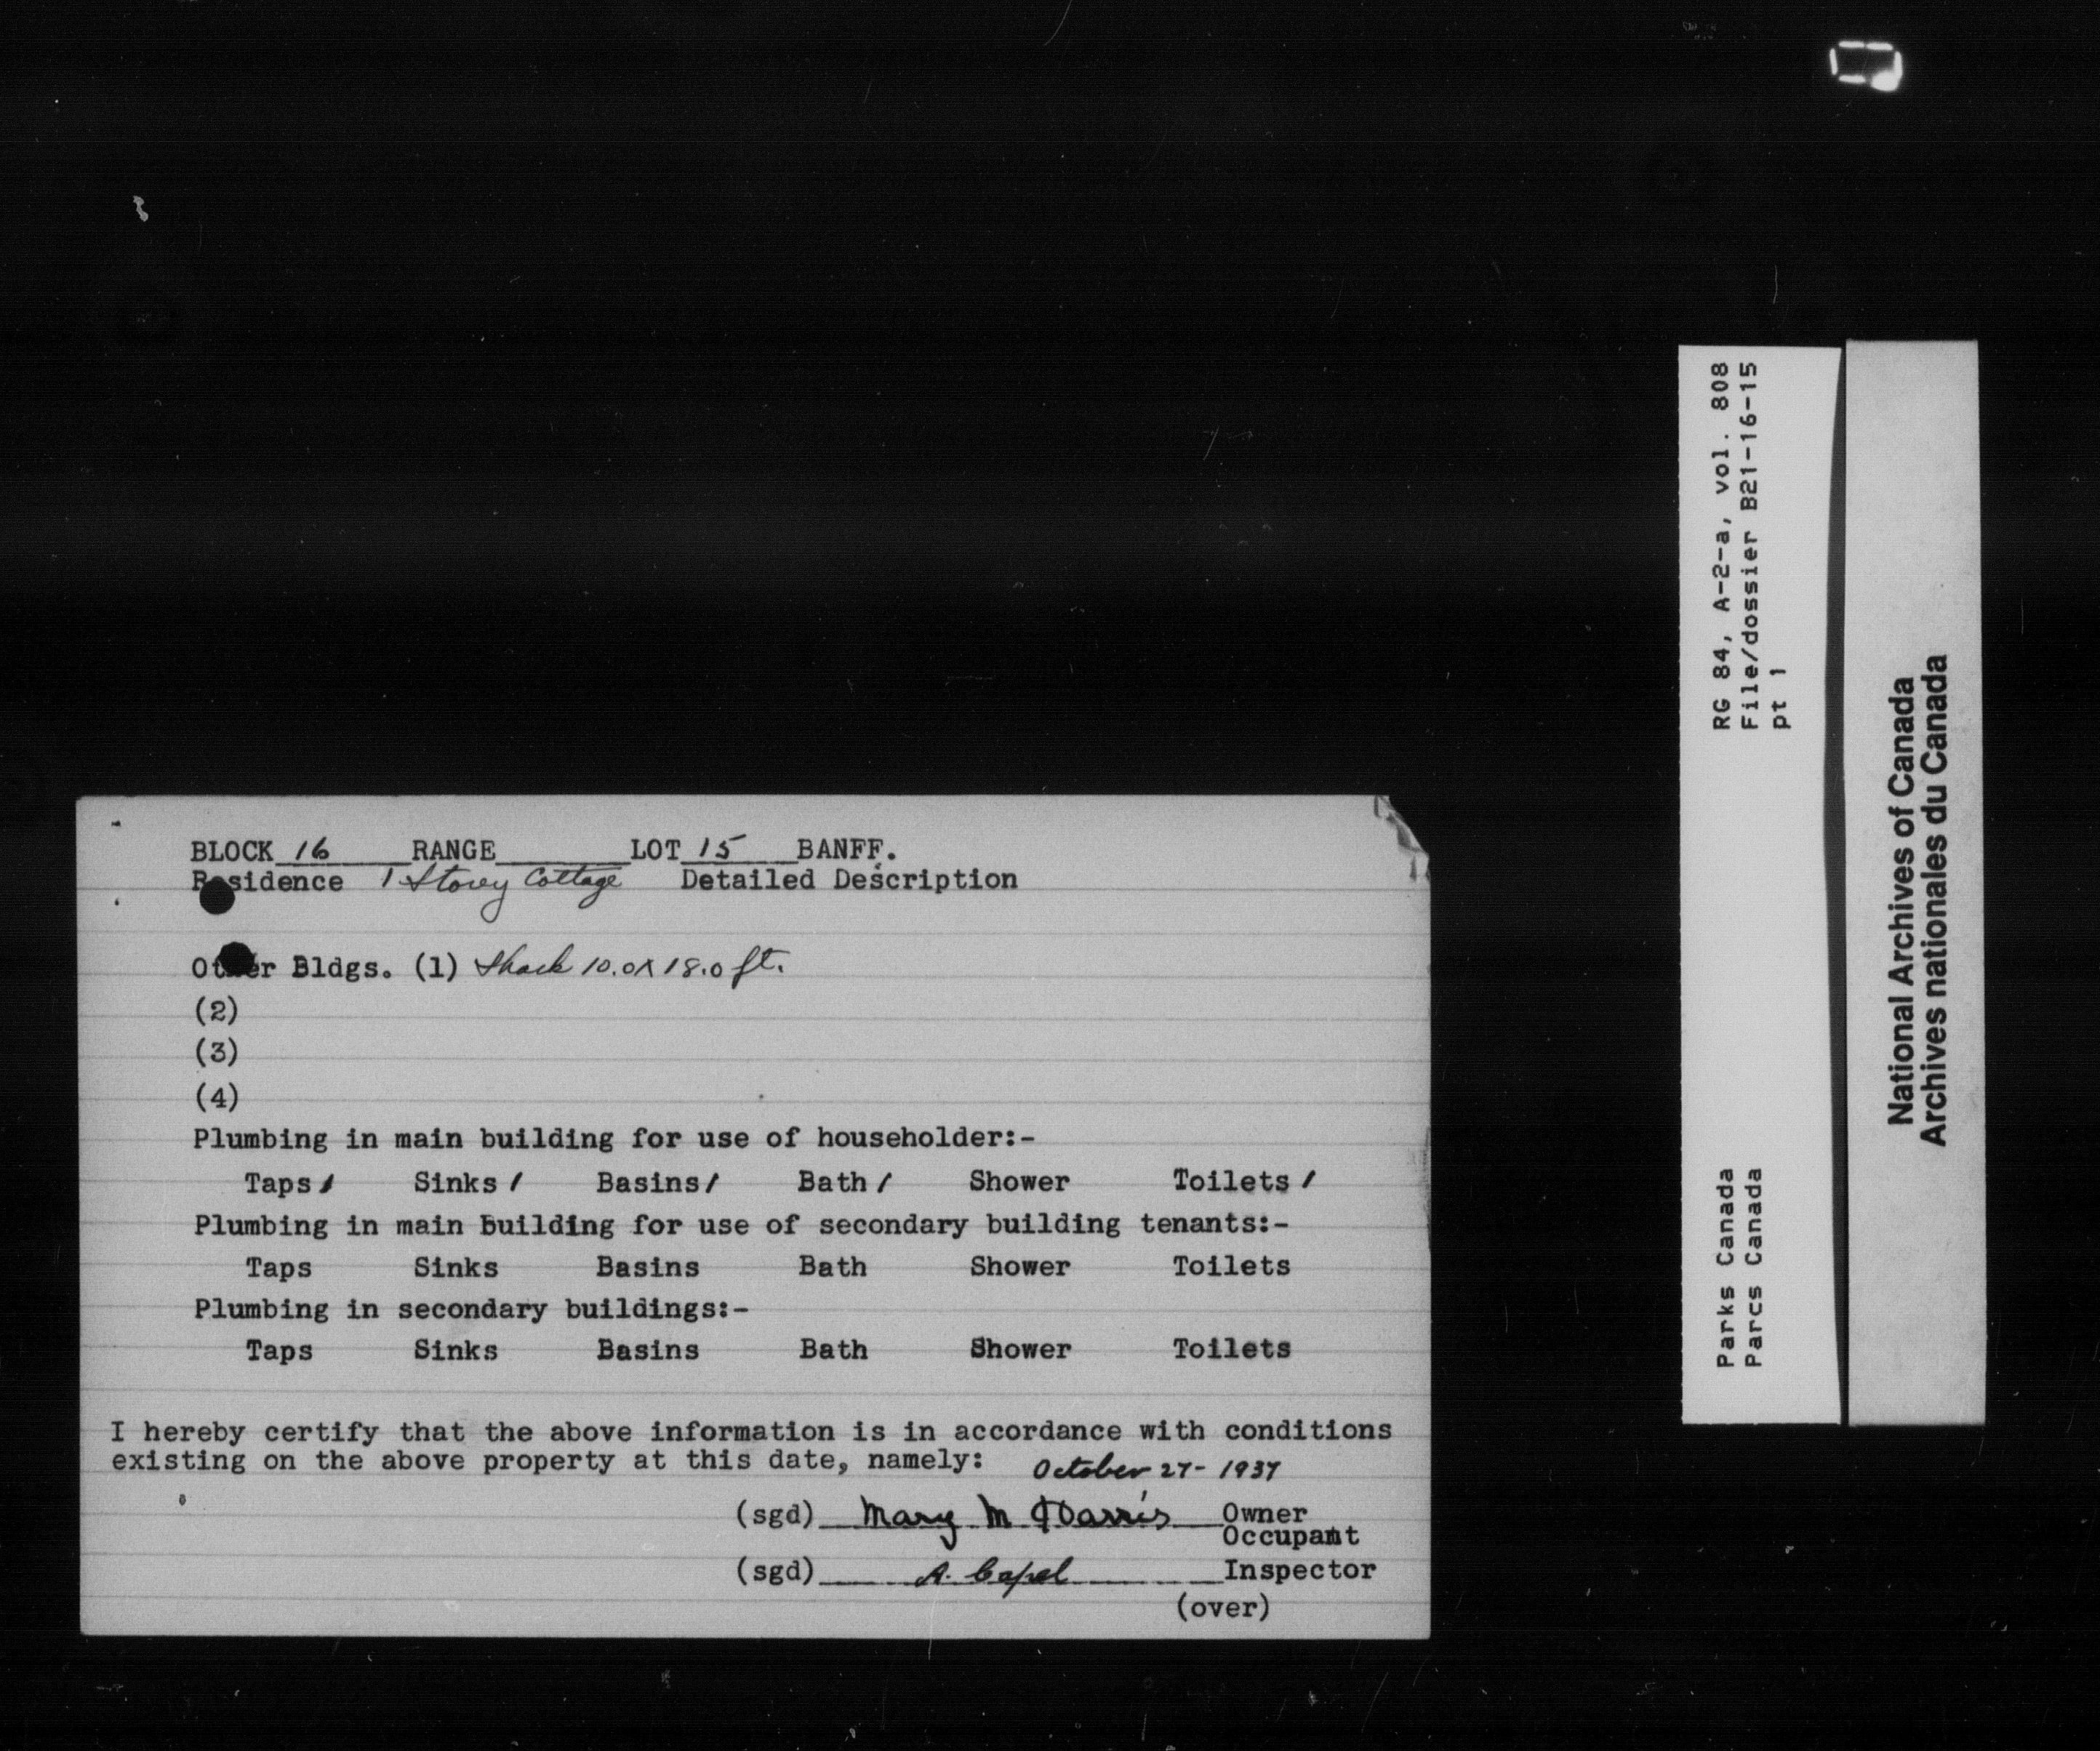 BLOCK 16 RANGE LOT 15 BANFF.
Residence 1 Storey Cottage Detailed Description
Other Bldgs. (1) Shack 10.0 x 18.0 ft.
(2)
(3)
(4)
Plumbing in main building for use of householder:-
Taps / Sinks / Basins / Bath / Shower Toilets /
Plumbing in main building for use of secondary building tenants:-
Taps Sinks Basins Bath Shower Toilets
Plumbing in secondary buildings:-
Taps Sinks Basins Bath Shower Toilets
I hereby certify that the above information is in accordance with conditions
existing on the above property at this date, namely: October 27 - 1937
(sgd) Mary M Harris Owner
Occupant
(sgd) A. Capel Inspector
(over)
RG 84, A-2-a, vol. 808
File/dossier B21-16-15
pt 1
Parks Canada
Parcs Canada
National Archives of Canada
Archives nationales du Canada